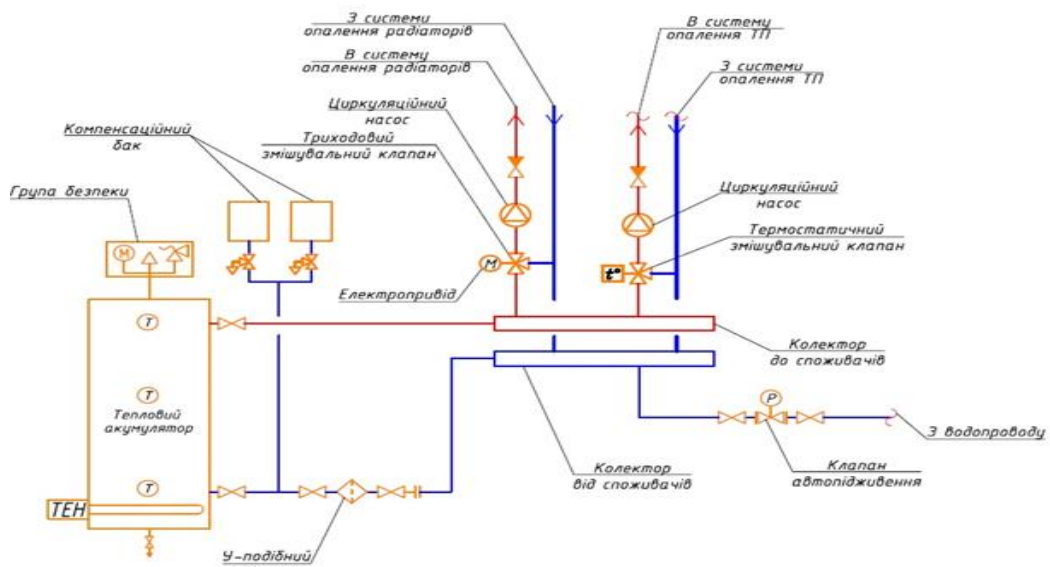 З системи
опалення радіаторів
В систему
опалення радіаторів
Циркуляційний
насос
Триходовий
змішувальний клапан
В систему
опалення ТП
З системи
опалення ТП
Компенсаційний
бак
Група безпеки
М
Циркуляційний
насос
Термостатичний
змішувальний клапан
М
t°
Електропривід
Т
Колектор
до споживачів
Т
Тепловий
акумулятор
Р
З водопроводу
Клапан
автопідживення
Колектор
від споживачів
Т
ТЕН
У-подібний